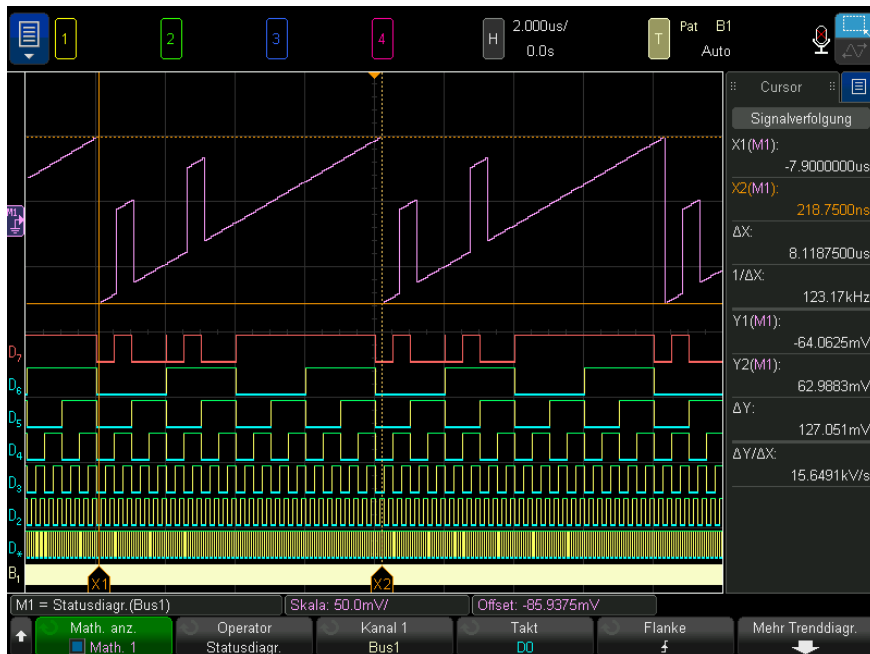 1
2
3
4
H
2.000us/
0.0s
T
Pat B1
Auto
Cursor
Signalverfolgung
X1(M1):
-7.9000000us
X2(M1):
218.7500ns
ΔX:
8.1187500us
1/ΔX:
123.17kHz
Y1(M1):
-64.0625mV
Y2(M1):
62.9883mV
ΔY:
127.051mV
ΔY/ΔX:
15.6491kV/s
M1
D7
D6
D5
D4
D3
D2
D*
B1
X1
X2
M1 = Statusdiagr.(Bus1)
Skala: 50.0mV/
Offset: -85.9375mV
Math. anz.
Math. 1
Operator
Statusdiagr.
Kanal 1
Bus1
Takt
D0
Flanke
Mehr Trenddiagr.